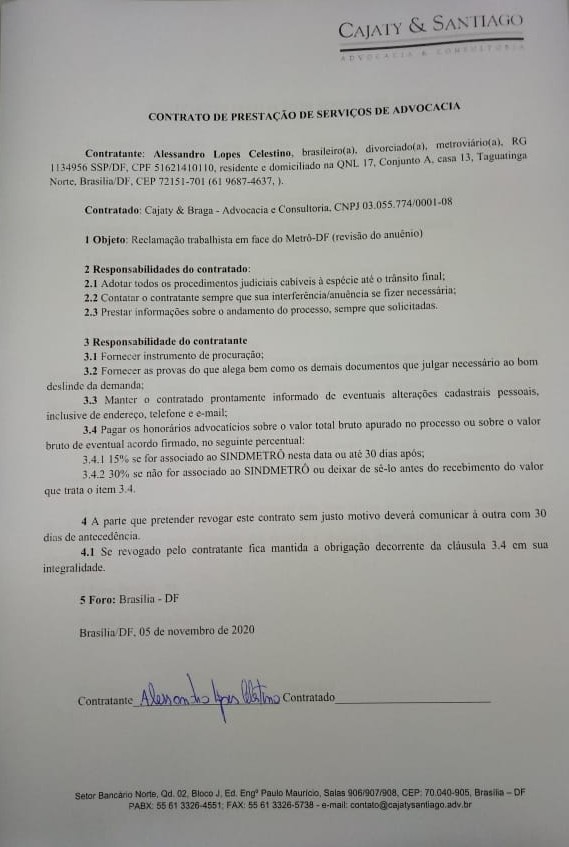 CAJATY & SANTIAGO
ADVOCACIA E CONSULTORIA
CONTRATO DE PRESTAÇÃO DE SERVIÇOS DE ADVOCACIA
Contratante: Alessandro Lopes Celestino, brasileiro(a), divorciado(a), metroviário(a), RG
1134956 SSP/DF, CPF 51621410110, residente e domiciliado na QNL 17, Conjunto A, casa 13, Taguatinga
Norte, Brasília/DF, CEP 72151-701 (61 9687-4637, ).
Contratado: Cajaty & Braga - Advocacia e Consultoria, CNPJ 03.055.774/0001-08
1 Objeto: Reclamação trabalhista em face do Metrô-DF (revisão do anuênio)
2 Responsabilidades do contratado:
2.1 Adotar todos os procedimentos judiciais cabíveis à espécie até o trânsito final;
2.2 Contatar o contratante sempre que sua interferência/anuência se fizer necessária;
2.3 Prestar informações sobre o andamento do processo, sempre que solicitadas.
3 Responsabilidade do contratante
3.1 Fornecer instrumento de procuração;
3.2 Fornecer as provas do que alega bem como os demais documentos que julgar necessário ao bom
deslinde da demanda;
3.3 Manter o contratado prontamente informado de eventuais alterações cadastrais pessoais,
inclusive de endereço, telefone e e-mail;
3.4 Pagar os honorários advocatícios sobre o valor total bruto apurado no processo ou sobre o valor
bruto de eventual acordo firmado, no seguinte percentual:
3.4.1 15% se for associado ao SINDMETRÔ nesta data ou até 30 dias após;
3.4.2 30% se não for associado ao SINDMETRÔ ou deixar de sê-lo antes do recebimento do valor
que trata o item 3.4.
4 A parte que pretender revogar este contrato sem justo motivo deverá comunicar à outra com 30
dias de antecedência.
4.1 Se revogado pelo contratante fica mantida a obrigação decorrente da cláusula 3.4 em sua
integralidade.
5 Foro: Brasília - DF
Brasília/DF, 05 de novembro de 2020
Contratante Alessandro Lopes Celestino Contratado
Setor Bancário Norte, Qd. 02, Bloco J, Ed. Engº Paulo Maurício, Salas 906/907/908, CEP: 70.040-905, Brasília – DF
PABX: 55 61 3326-4551; FAX: 55 61 3326-5738 - e-mail: contato@cajatysantiago.adv.br